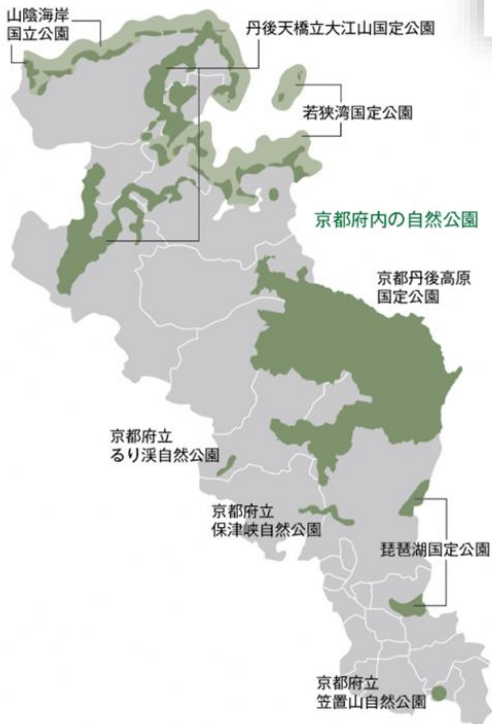 山陰海岸
国立公園
丹後天橋立大江山国定公園
若狭湾国定公園
京都府内の自然公園
京都丹後高原
国定公園
京都府立
るり渓自然公園
京都府立
保津峡自然公園
琵琶湖国定公園
京都府立
笠置山自然公園